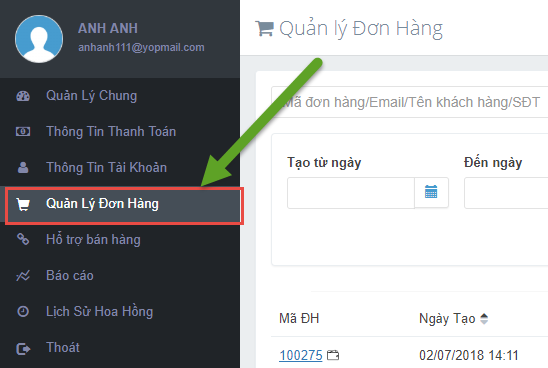 ANH ANH
anhanh111@yopmail.com
Quản Lý Chung
Thông Tin Thanh Toán
Thông Tin Tài Khoản
Quản Lý Đơn Hàng
Hỗ trợ bán hàng
Báo cáo
Lịch Sử Hoa Hồng
Thoát
Quản lý Đơn Hàng
Mã đơn hàng/Email/Tên khách hàng/SĐT
Tạo từ ngày Đến ngày
Mã ĐH Ngày Tạo
100275 02/07/2018 14:11